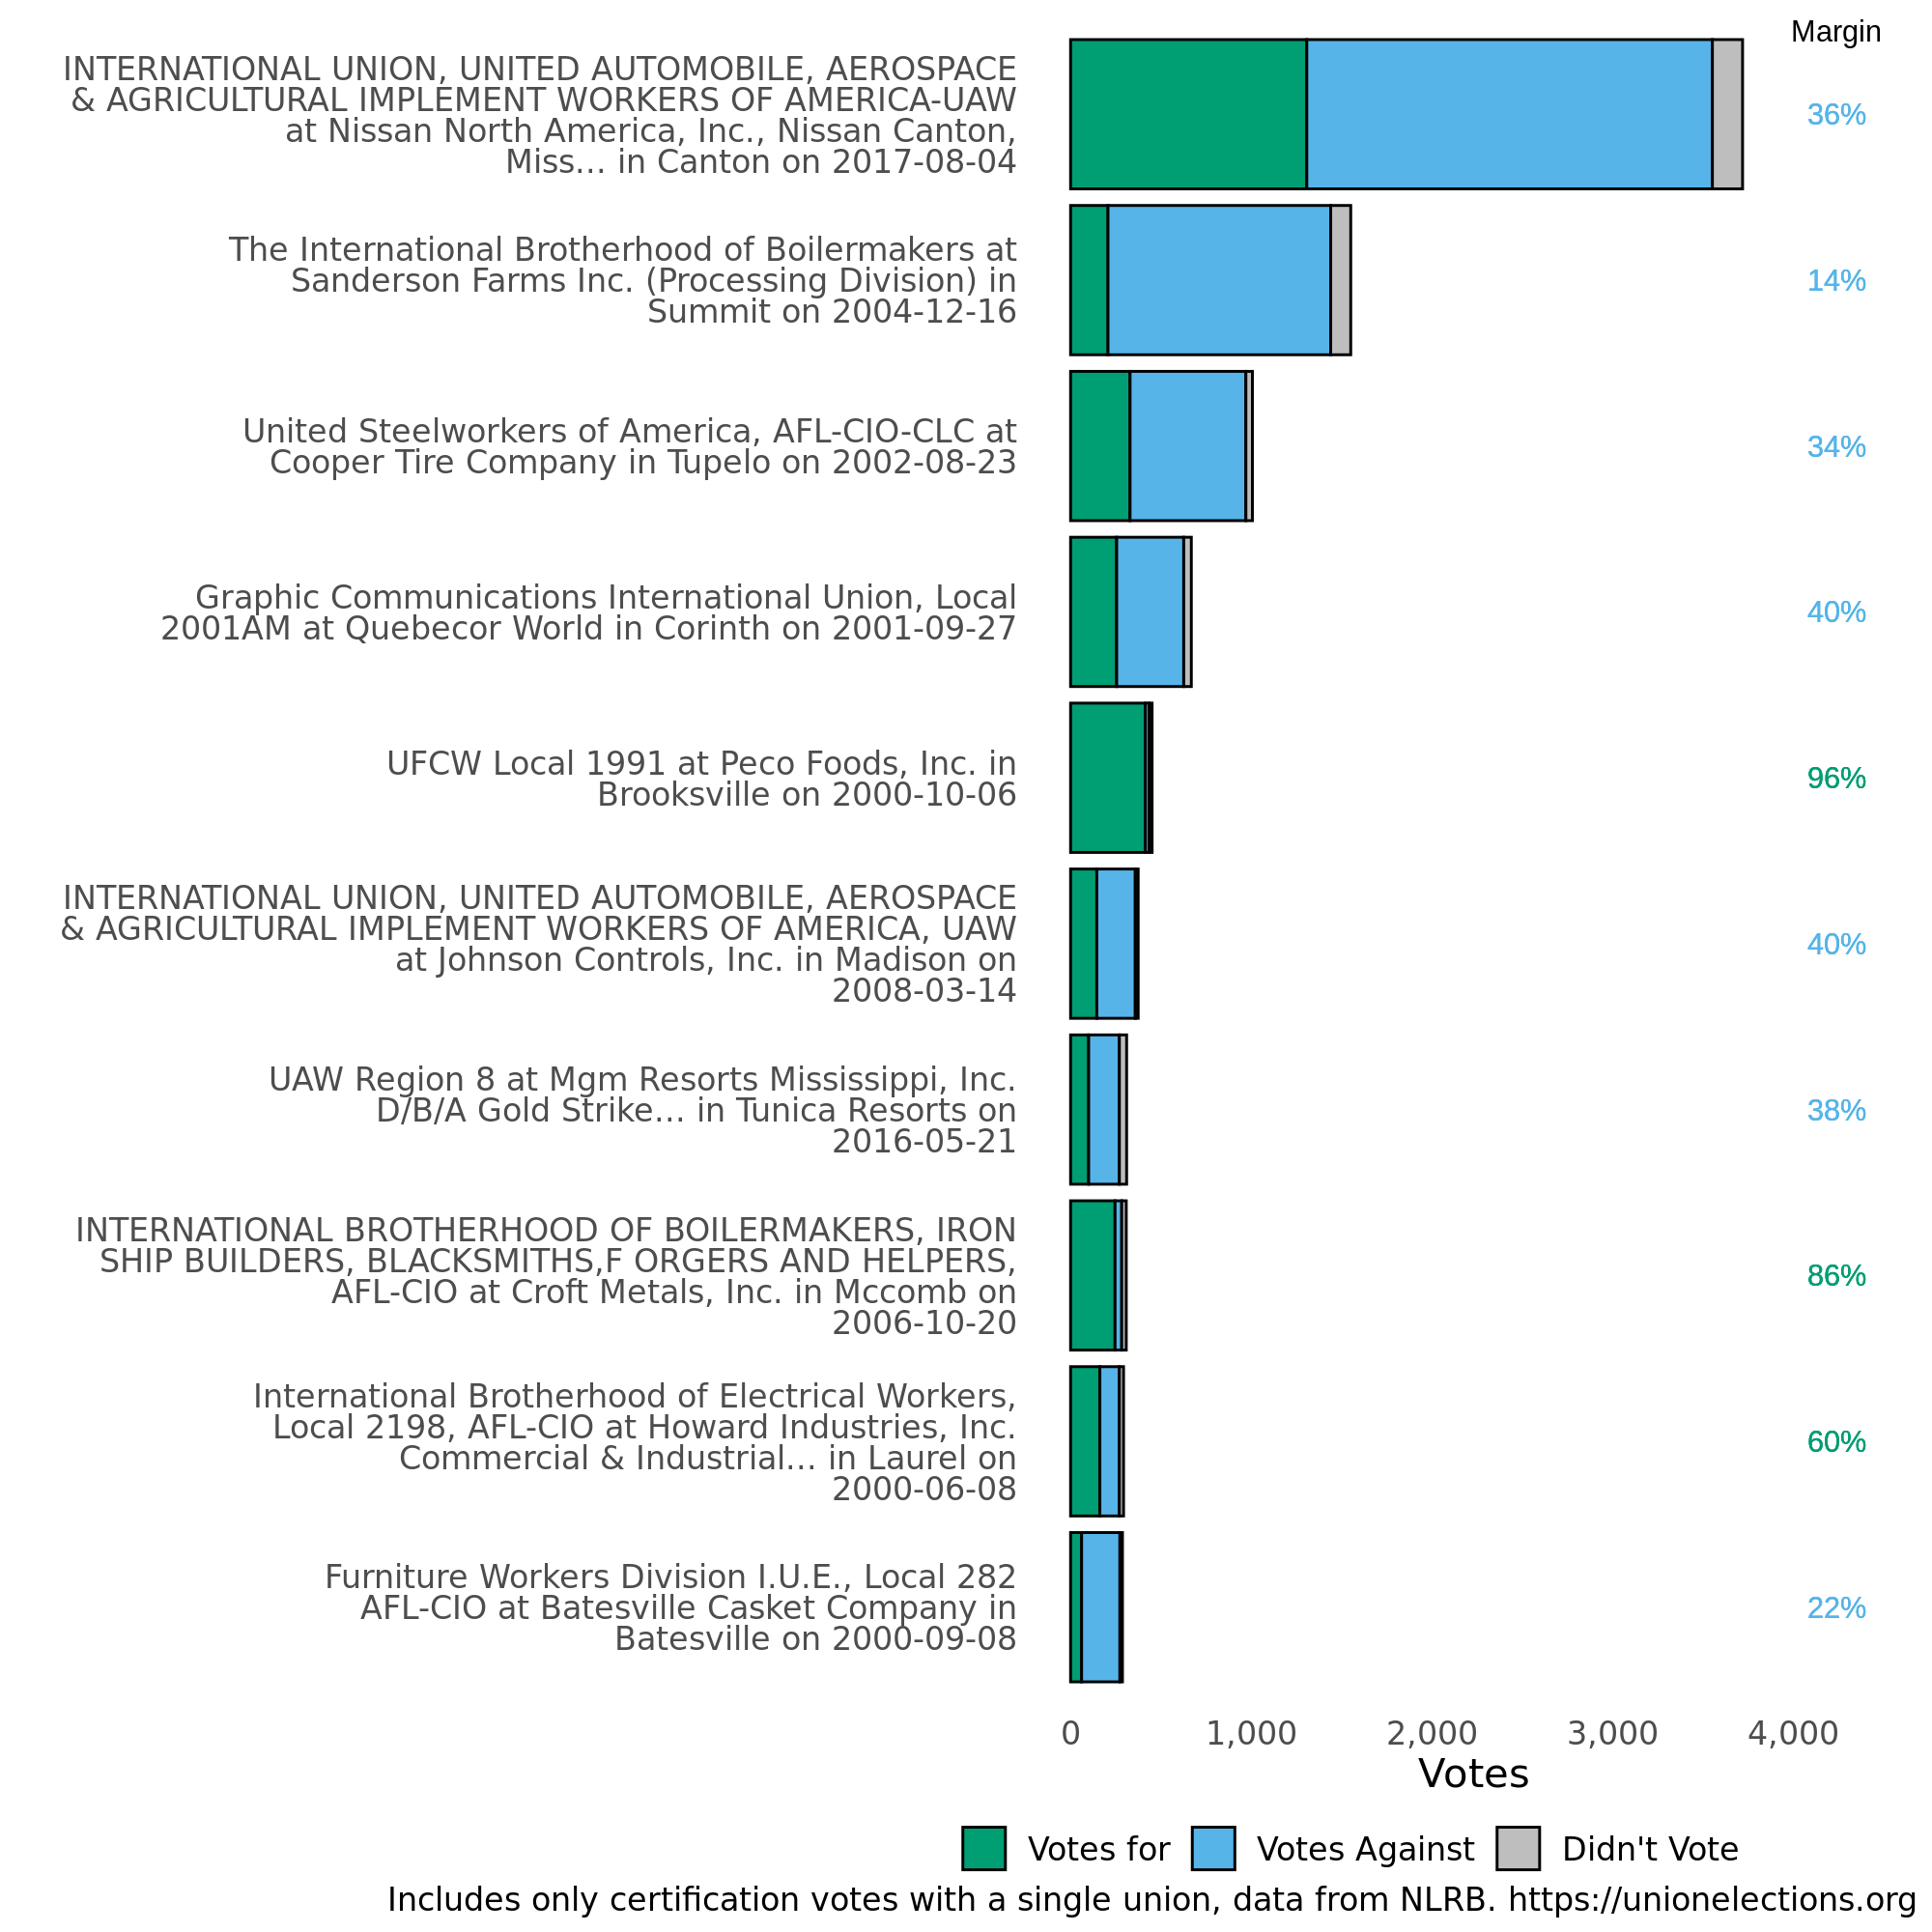 Margin
INTERNATIONAL UNION, UNITED AUTOMOBILE, AEROSPACE
& AGRICULTURAL IMPLEMENT WORKERS OF AMERICA-UAW
at Nissan North America, Inc., Nissan Canton,
Miss... in Canton on 2017-08-04
36%
The International Brotherhood of Boilermakers at
Sanderson Farms Inc. (Processing Division) in
Summit on 2004-12-16
14%
United Steelworkers of America, AFL-CIO-CLC at
Cooper Tire Company in Tupelo on 2002-08-23
34%
Graphic Communications International Union, Local
2001AM at Quebecor World in Corinth on 2001-09-27
40%
UFCW Local 1991 at Peco Foods, Inc. in
Brooksville on 2000-10-06
96%
INTERNATIONAL UNION, UNITED AUTOMOBILE, AEROSPACE
& AGRICULTURAL IMPLEMENT WORKERS OF AMERICA, UAW
at Johnson Controls, Inc. in Madison on
2008-03-14
40%
UAW Region 8 at Mgm Resorts Mississippi, Inc.
D/B/A Gold Strike... in Tunica Resorts on
2016-05-21
38%
INTERNATIONAL BROTHERHOOD OF BOILERMAKERS, IRON
SHIP BUILDERS, BLACKSMITHS,F ORGERS AND HELPERS,
AFL-CIO at Croft Metals, Inc. in Mccomb on
2006-10-20
86%
International Brotherhood of Electrical Workers,
Local 2198, AFL-CIO at Howard Industries, Inc.
Commercial & Industrial... in Laurel on
2000-06-08
60%
Furniture Workers Division I.U.E., Local 282
AFL-CIO at Batesville Casket Company in
Batesville on 2000-09-08
22%
0 1,000 2,000 3,000 4,000
Votes
Votes for Votes Against Didn't Vote
Includes only certification votes with a single union, data from NLRB. https://unionelections.org